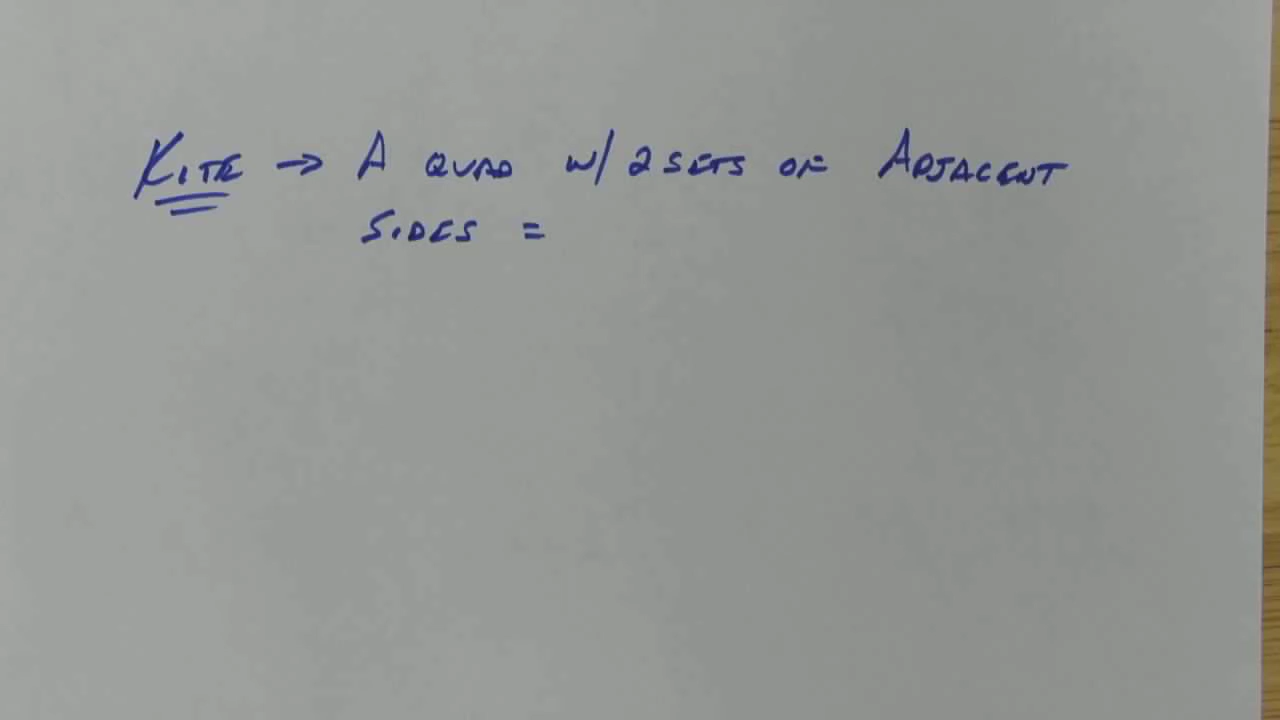 KITE → A QUAD W/ 2 SETS OF ADJACENT
SIDES =